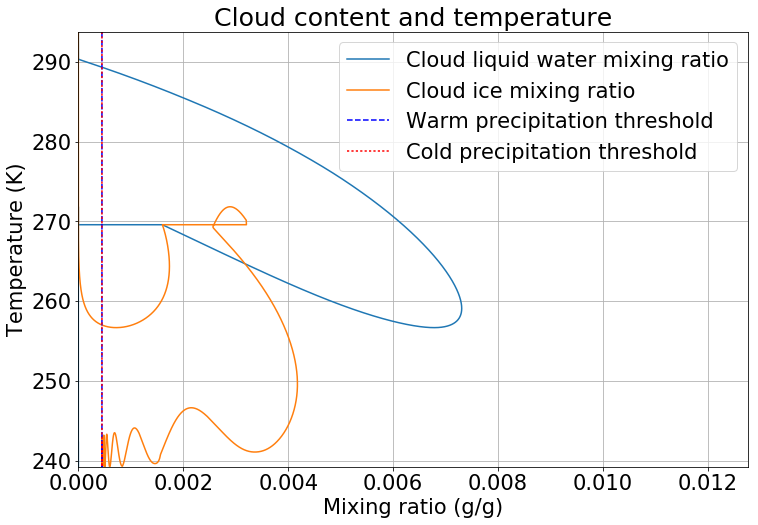 Cloud content and temperature
Cloud liquid water mixing ratio
Cloud ice mixing ratio
Warm precipitation threshold
Cold precipitation threshold
Temperature (K)
290
280
270
260
250
240
0.000 0.002 0.004 0.006 0.008 0.010 0.012
Mixing ratio (g/g)